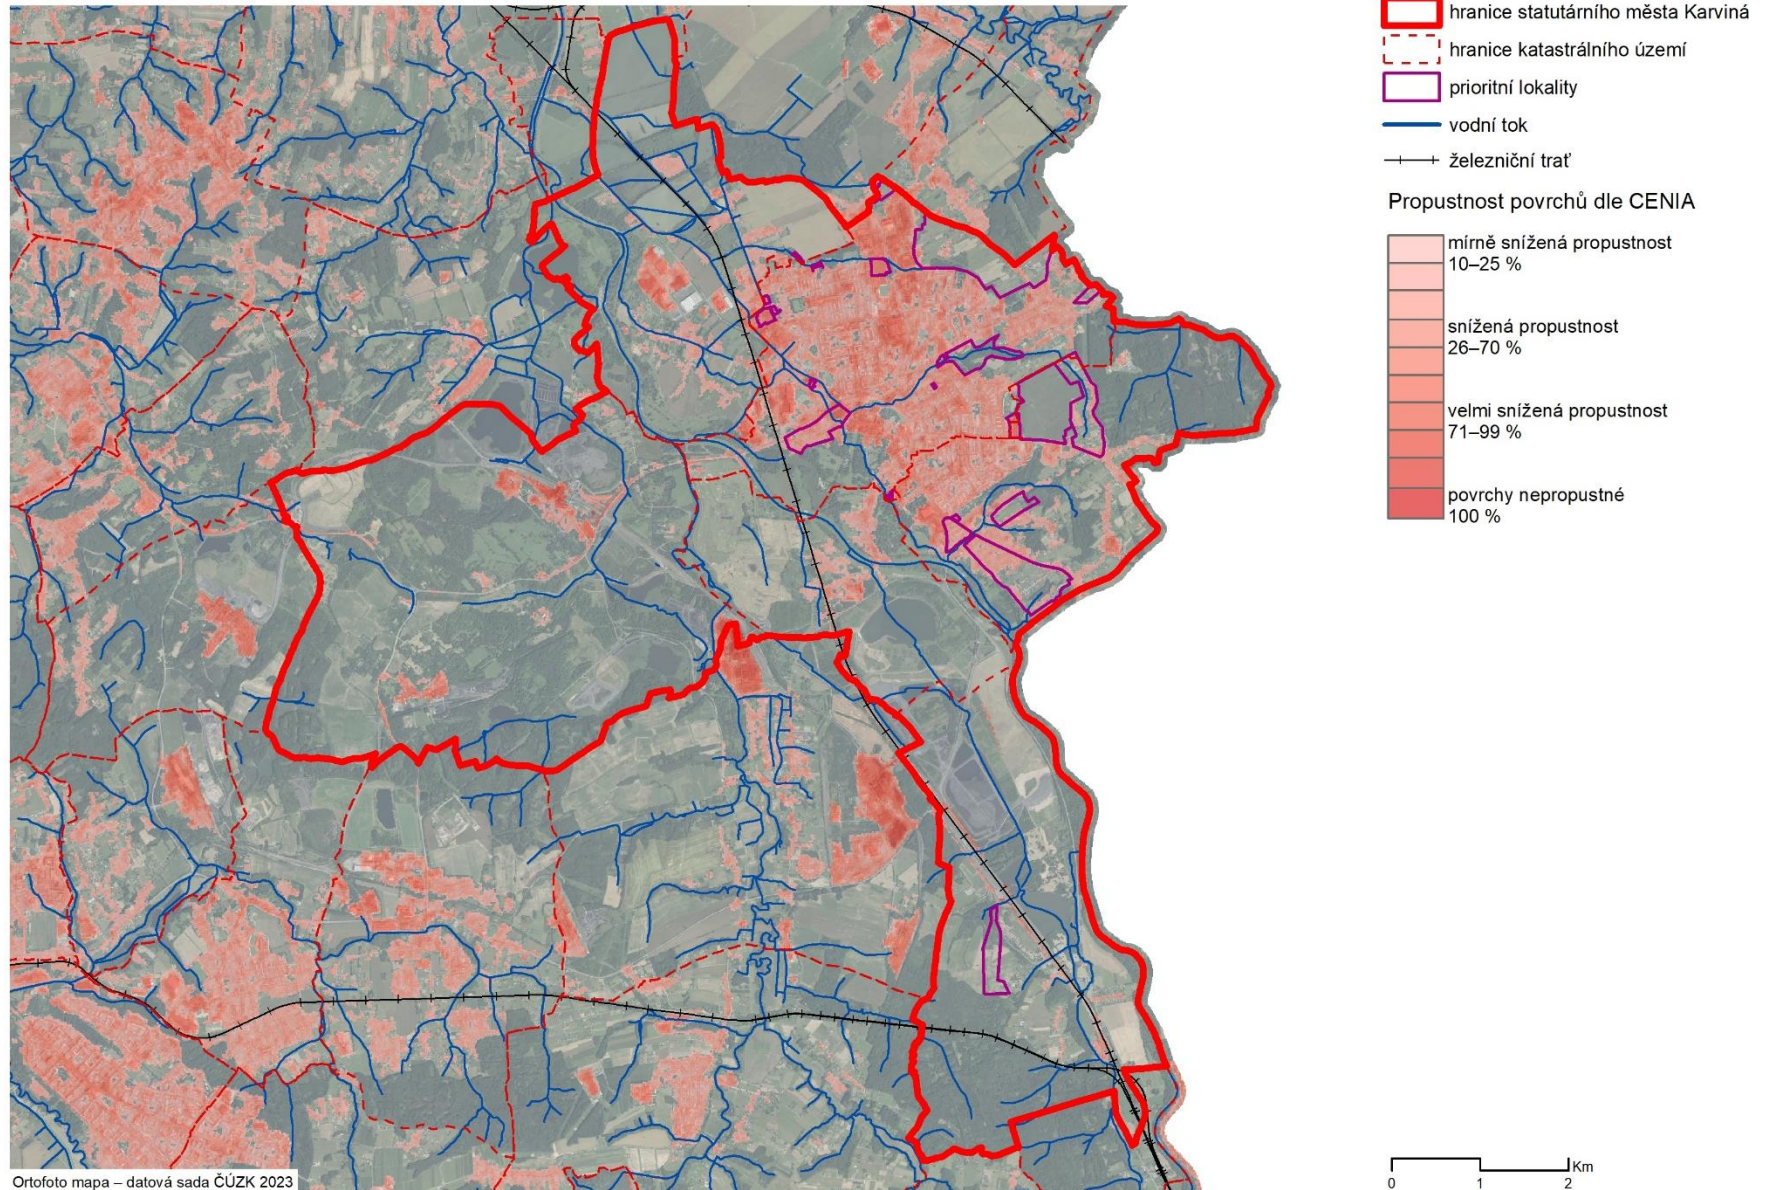 hranice statutárního města Karviná
hranice katastrálního území
prioritní lokality
vodní tok
železniční trať
Propustnost povrchů dle CENIA
mírně snížená propustnost
10–25 %
snížená propustnost
26–70 %
velmi snížená propustnost
71–99 %
povrchy nepropustné
100 %
Km
0 1 2
Ortofoto mapa – datová sada ČÚZK 2023